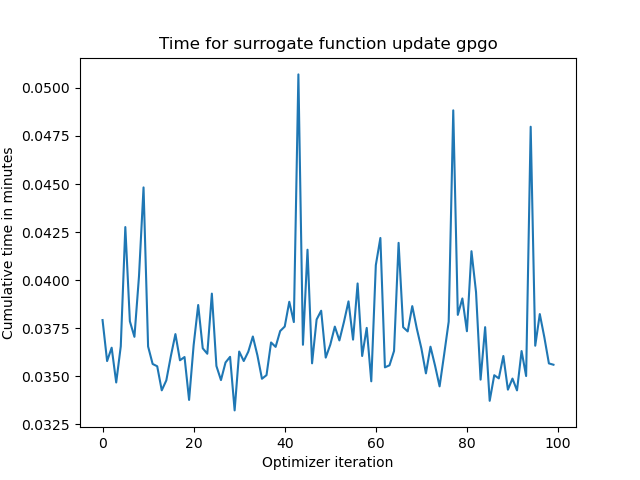 Time for surrogate function update gpgo
Cumulative time in minutes
0.0500
0.0475
0.0450
0.0425
0.0400
0.0375
0.0350
0.0325
0 20 40 60 80 100
Optimizer iteration